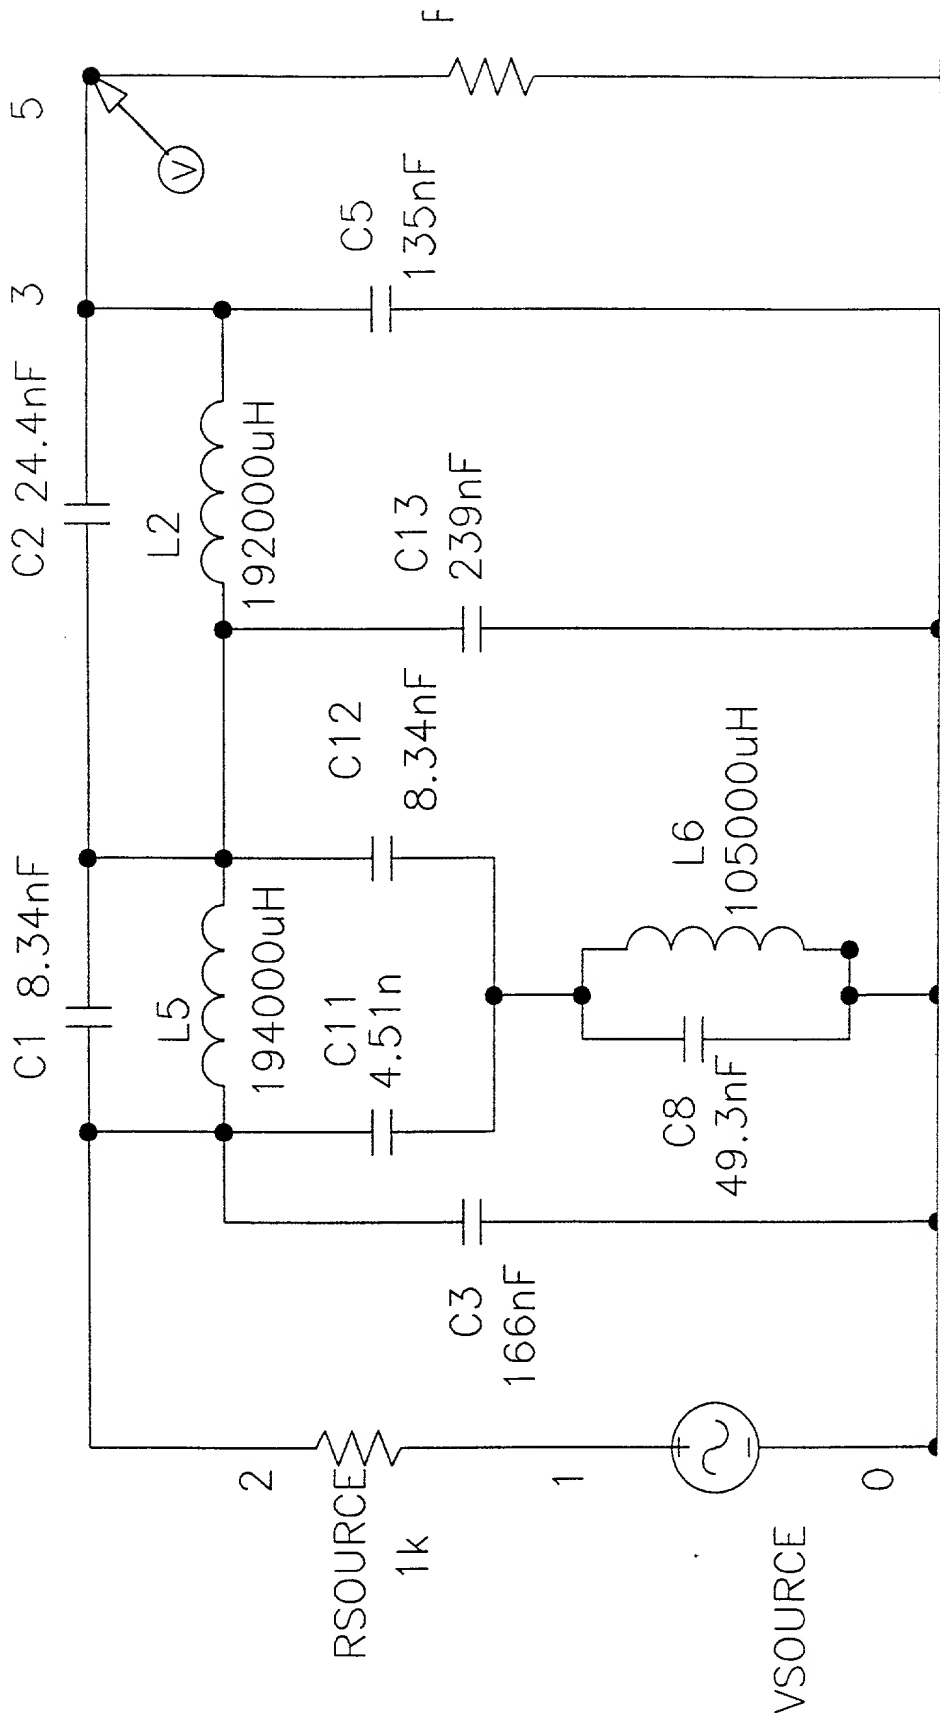 C1 8.34nF
C2 24.4nF
3
5
L5
194000uH
L2
192000uH
2
RSOURCE
1k
C11
4.51n
C12
8.34nF
C5
135nF
C3
166nF
C13
239nF
1
C8
49.3nF
L6
105000uH
0
VSOURCE
V